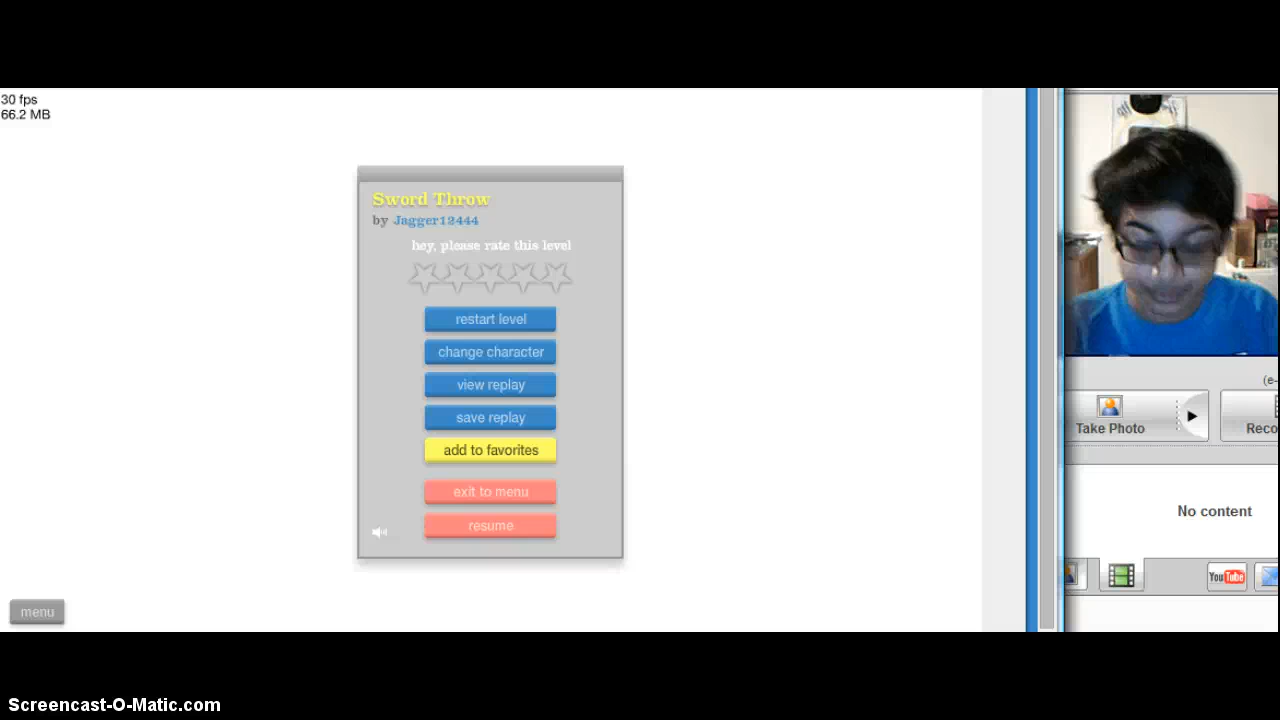 30 fps
66.2 MB
Sword Throw
by Jagger12444
hey, please rate this level
restart level
change character
view replay
save replay
add to favorites
exit to menu
resume
menu
(e-
Take Photo
Reco
No content
YouTube
Screencast-O-Matic.com